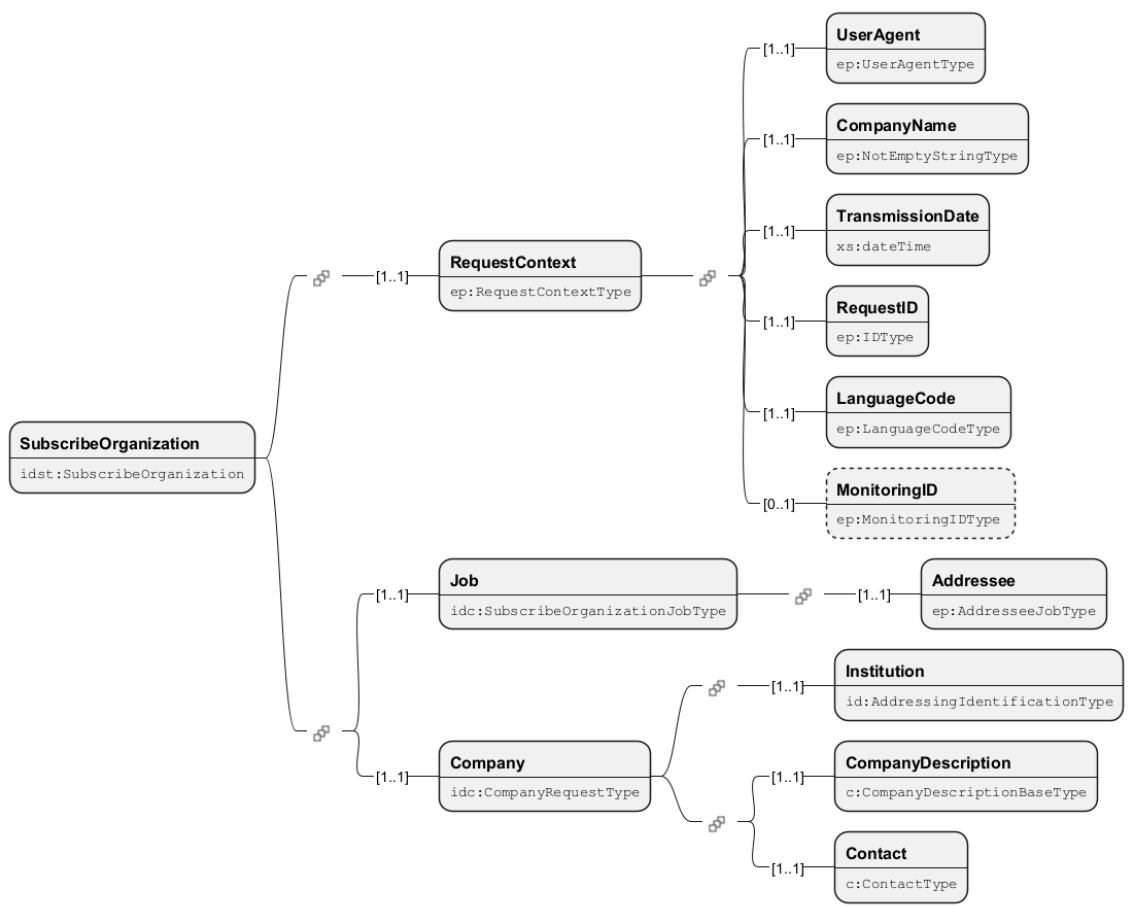 [1..1]
UserAgent
ep:UserAgentType
[1..1]
CompanyName
ep:NotEmptyStringType
[1..1]
TransmissionDate
xs:dateTime
[1..1]
RequestContext
ep:RequestContextType
[1..1]
RequestID
ep:IDType
[1..1]
LanguageCode
ep:LanguageCodeType
SubscribeOrganization
idst:SubscribeOrganization
[0..1]
MonitoringID
ep:MonitoringIDType
[1..1]
Job
idc:SubscribeOrganizationJobType
[1..1]
Addressee
ep:AddresseeJobType
[1..1]
Institution
id:AddressingIdentificationType
[1..1]
Company
idc:CompanyRequestType
[1..1]
CompanyDescription
c:CompanyDescriptionBaseType
[1..1]
Contact
c:ContactType